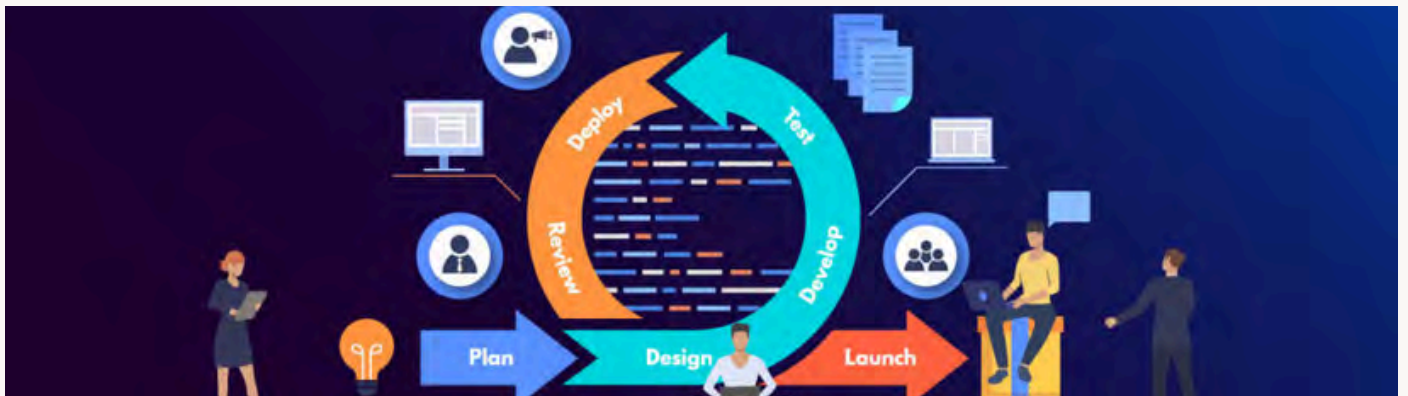 Plan
Design
Develop
Test
Deploy
Review
Launch